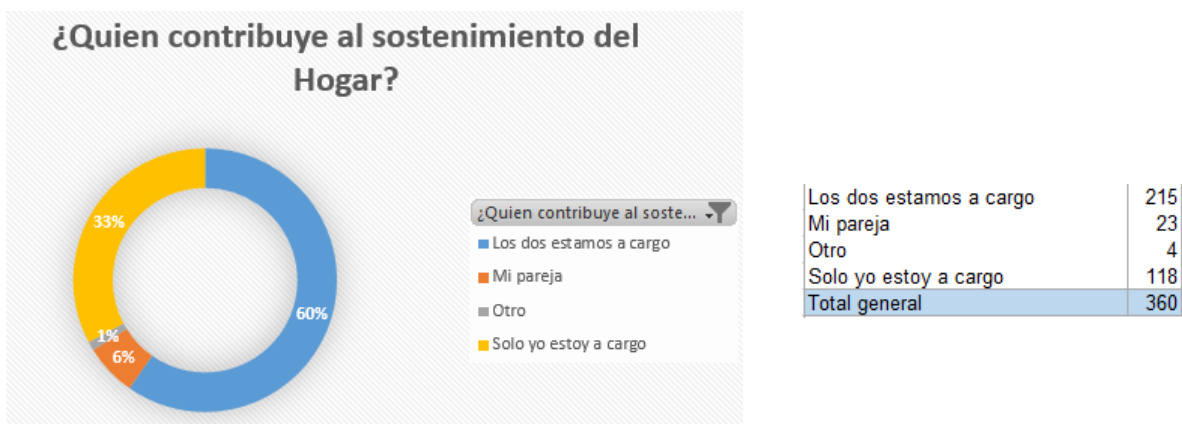 ¿Quien contribuye al sostenimiento del
Hogar?
33%
60%
1%
6%
¿Quien contribuye al soste...
Los dos estamos a cargo
Mi pareja
Otro
Solo yo estoy a cargo
Los dos estamos a cargo 215
Mi pareja 23
Otro 4
Solo yo estoy a cargo 118
Total general 360